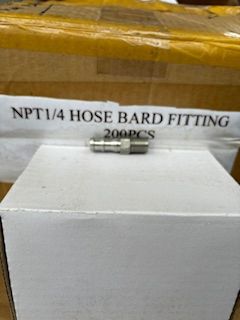 NPT1/4 HOSE BARD FITTING
200PCS